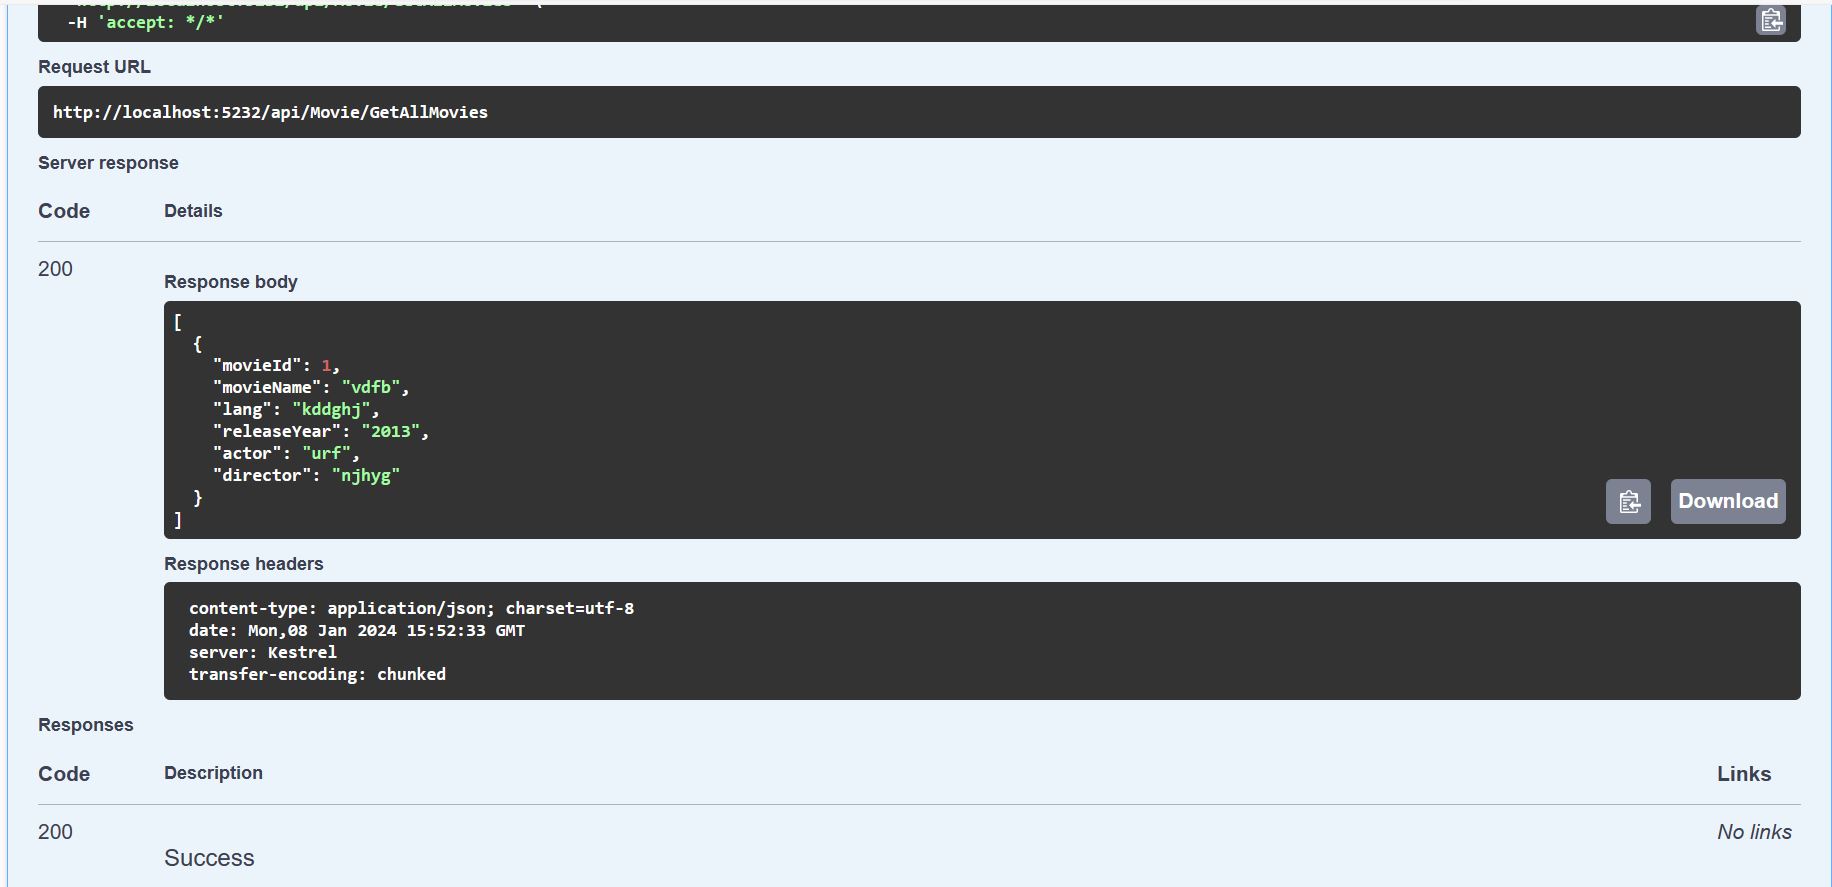 -H 'accept: */*'
Request URL
http://localhost:5232/api/Movie/GetAllMovies
Server response
Code Details
200
Response body
[
{
"movieId": 1,
"movieName": "vdfb",
"lang": "kddghj",
"releaseYear": "2013",
"actor": "urf",
"director": "njhyg"
}
]
Download
Response headers
content-type: application/json; charset=utf-8
date: Mon,08 Jan 2024 15:52:33 GMT
server: Kestrel
transfer-encoding: chunked
Responses
Code Description Links
200 No links
Success